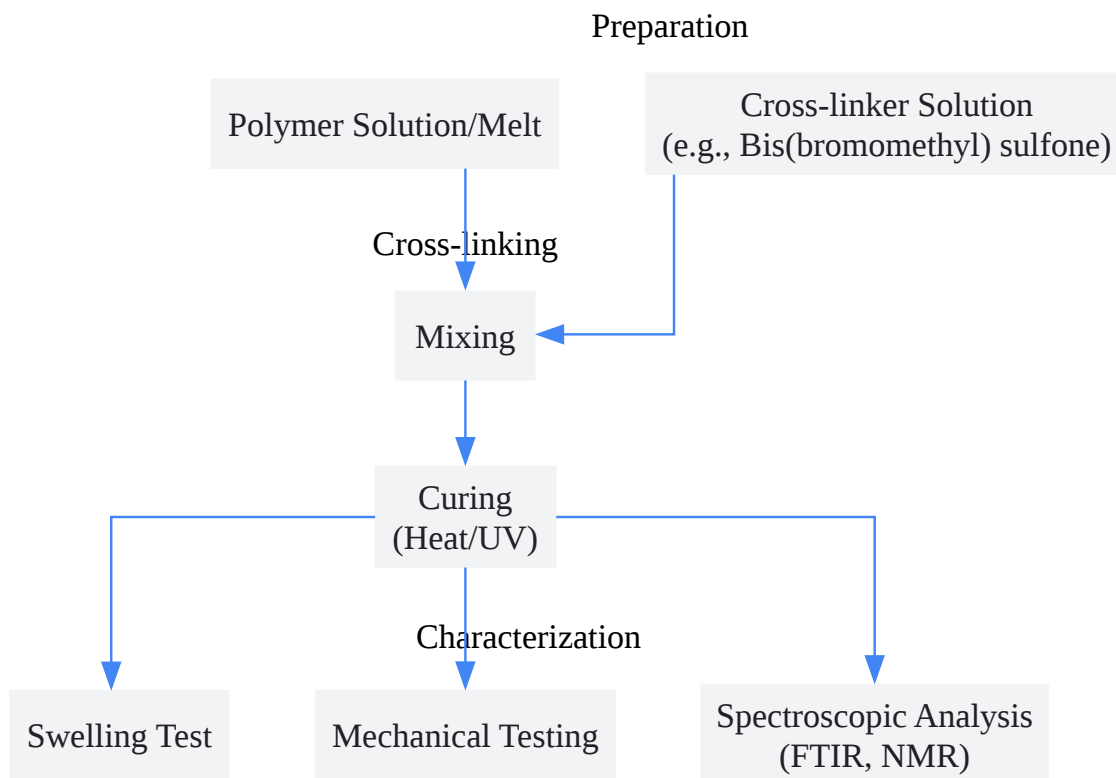 Preparation
Polymer Solution/Melt
Cross-linker Solution
(e.g., Bis(bromomethyl) sulfone)
Cross-linking
Mixing
Curing
(Heat/UV)
Characterization
Swelling Test
Mechanical Testing
Spectroscopic Analysis
(FTIR, NMR)